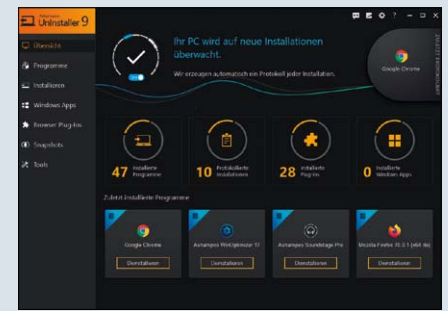 UnInstaller 9
Übersicht
Programme
Installieren
Windows Apps
Browser Plug-Ins
Snapshots
Tools
Ihr PC wird auf neue Installationen
überwacht.
Wir erzeugen automatisch ein Protokoll jeder Installation.
Google Chrome
47 Installierte
Programme
10 Protokollierte
Installationen
28 Installierte
Plug-Ins
0 Installierte
Windows Apps
Zuletzt installierte Programme
Google Chrome
Deinstallieren
Ashampoo WinOptimizer 17
Deinstallieren
Ashampoo Soundstage Pro
Deinstallieren
Mozilla Firefox
Deinstallieren